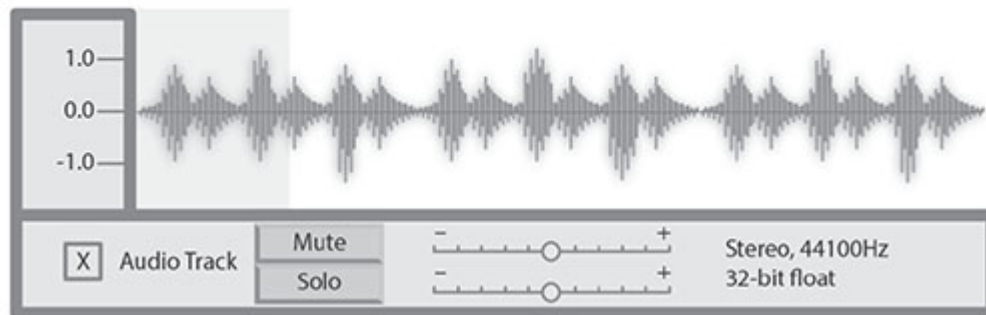 1.0
0.0
-1.0
X
Audio Track
Mute
Solo
- +
- +
Stereo, 44100Hz
32-bit float